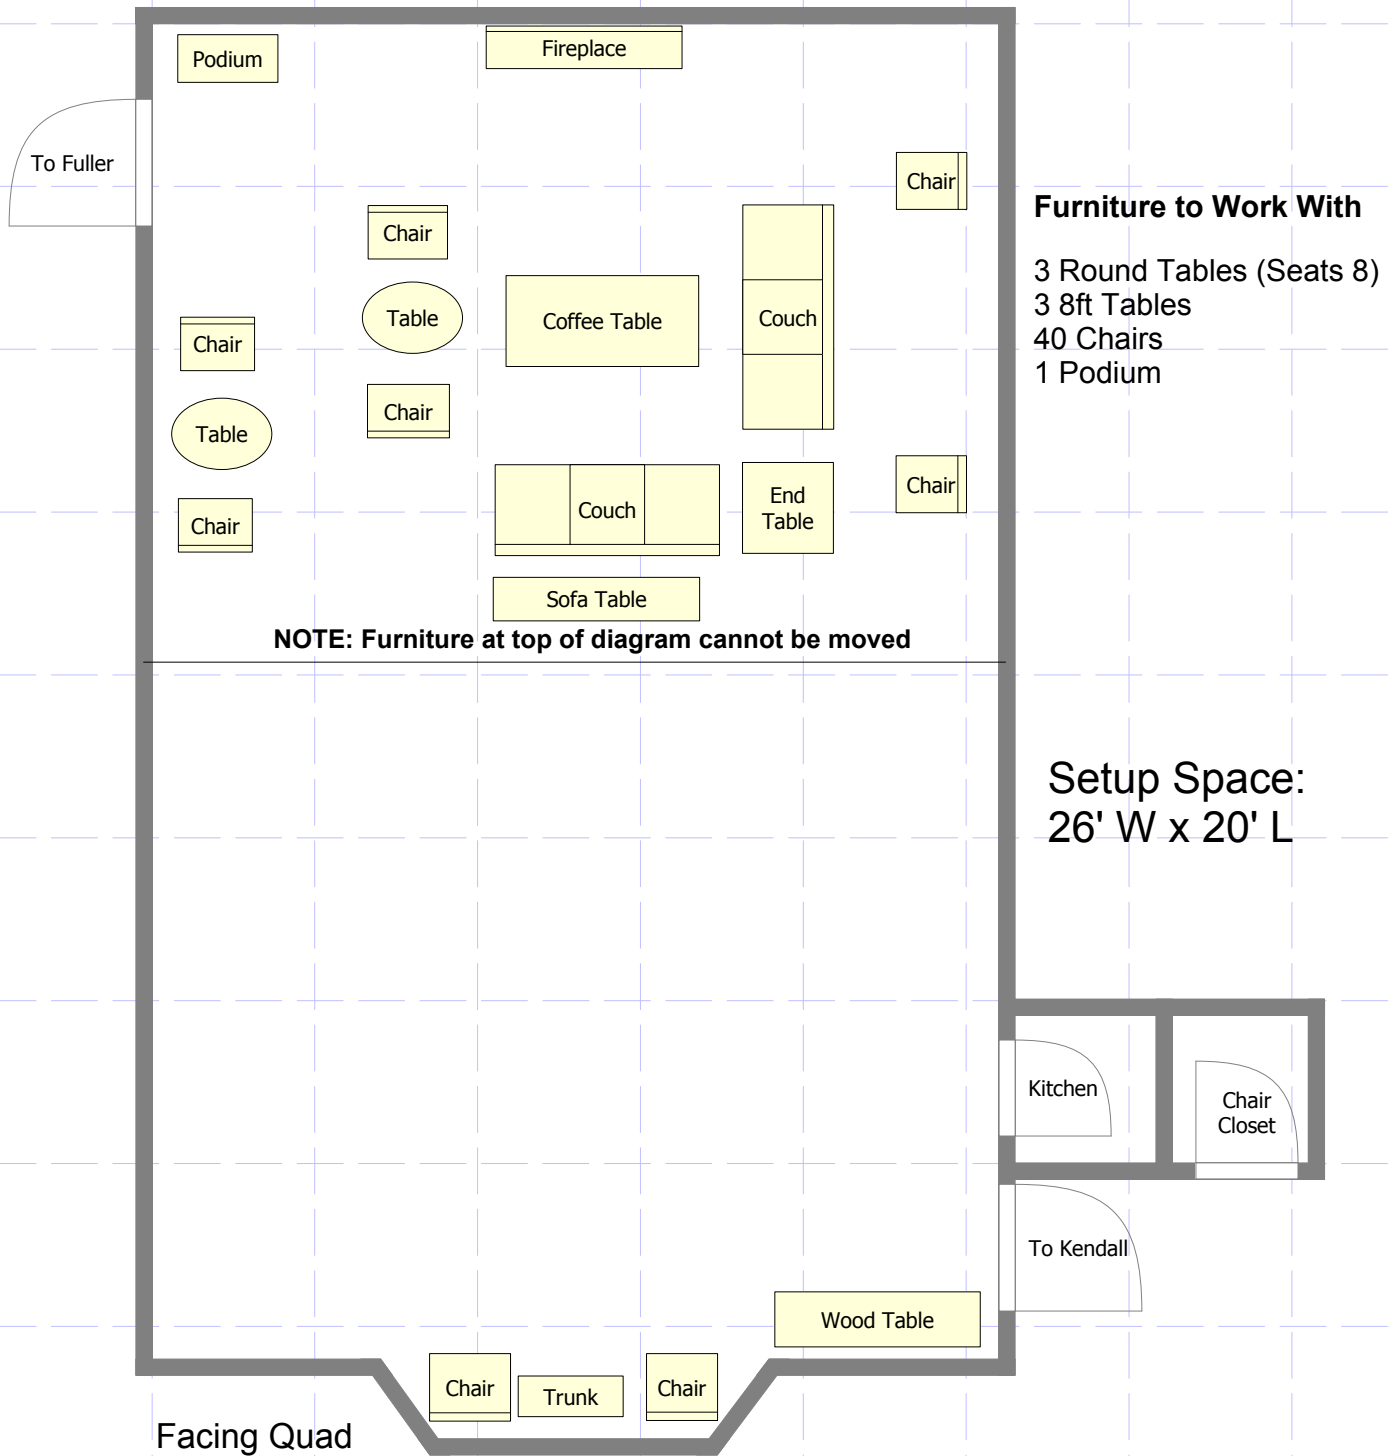 Podium
Fireplace
To Fuller
Chair
Chair
Furniture to Work With
3 Round Tables (Seats 8)
3 8ft Tables
40 Chairs
1 Podium
Table
Coffee Table
Couch
Chair
Chair
Table
Chair
Couch
End
Table
Chair
Chair
Sofa Table
NOTE: Furniture at top of diagram cannot be moved
Setup Space:
26' W x 20' L
Kitchen
Chair
Closet
To Kendall
Wood Table
Chair
Trunk
Chair
Facing Quad